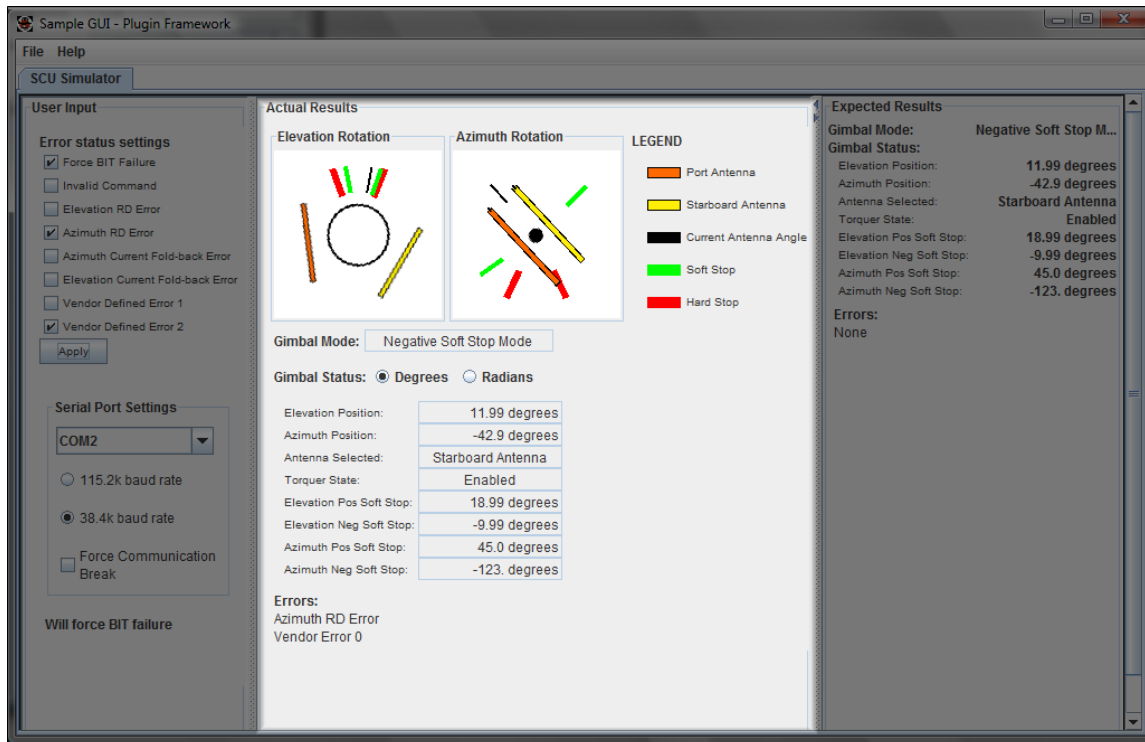 Sample GUI - Plugin Framework
File Help
SCU Simulator
User Input
Error status settings
Force BIT Failure
Invalid Command
Elevation RD Error
Azimuth RD Error
Azimuth Current Fold-back Error
Elevation Current Fold-back Error
Vendor Defined Error 1
Vendor Defined Error 2
Apply
Serial Port Settings
COM2
115.2k baud rate
38.4k baud rate
Force Communication
Break
Will force BIT failure
Actual Results
Elevation Rotation
Azimuth Rotation
LEGEND
Port Antenna
Starboard Antenna
Current Antenna Angle
Soft Stop
Hard Stop
Gimbal Mode: Negative Soft Stop Mode
Gimbal Status: Degrees Radians
Elevation Position: 11.99 degrees
Azimuth Position: -42.9 degrees
Antenna Selected: Starboard Antenna
Torquer State: Enabled
Elevation Pos Soft Stop: 18.99 degrees
Elevation Neg Soft Stop: -9.99 degrees
Azimuth Pos Soft Stop: 45.0 degrees
Azimuth Neg Soft Stop: -123. degrees
Errors:
Azimuth RD Error
Vendor Error 0
Expected Results
Gimbal Mode: Negative Soft Stop M...
Gimbal Status:
Elevation Position: 11.99 degrees
Azimuth Position: -42.9 degrees
Antenna Selected: Starboard Antenna
Torquer State: Enabled
Elevation Pos Soft Stop: 18.99 degrees
Elevation Neg Soft Stop: -9.99 degrees
Azimuth Pos Soft Stop: 45.0 degrees
Azimuth Neg Soft Stop: -123. degrees
Errors:
None